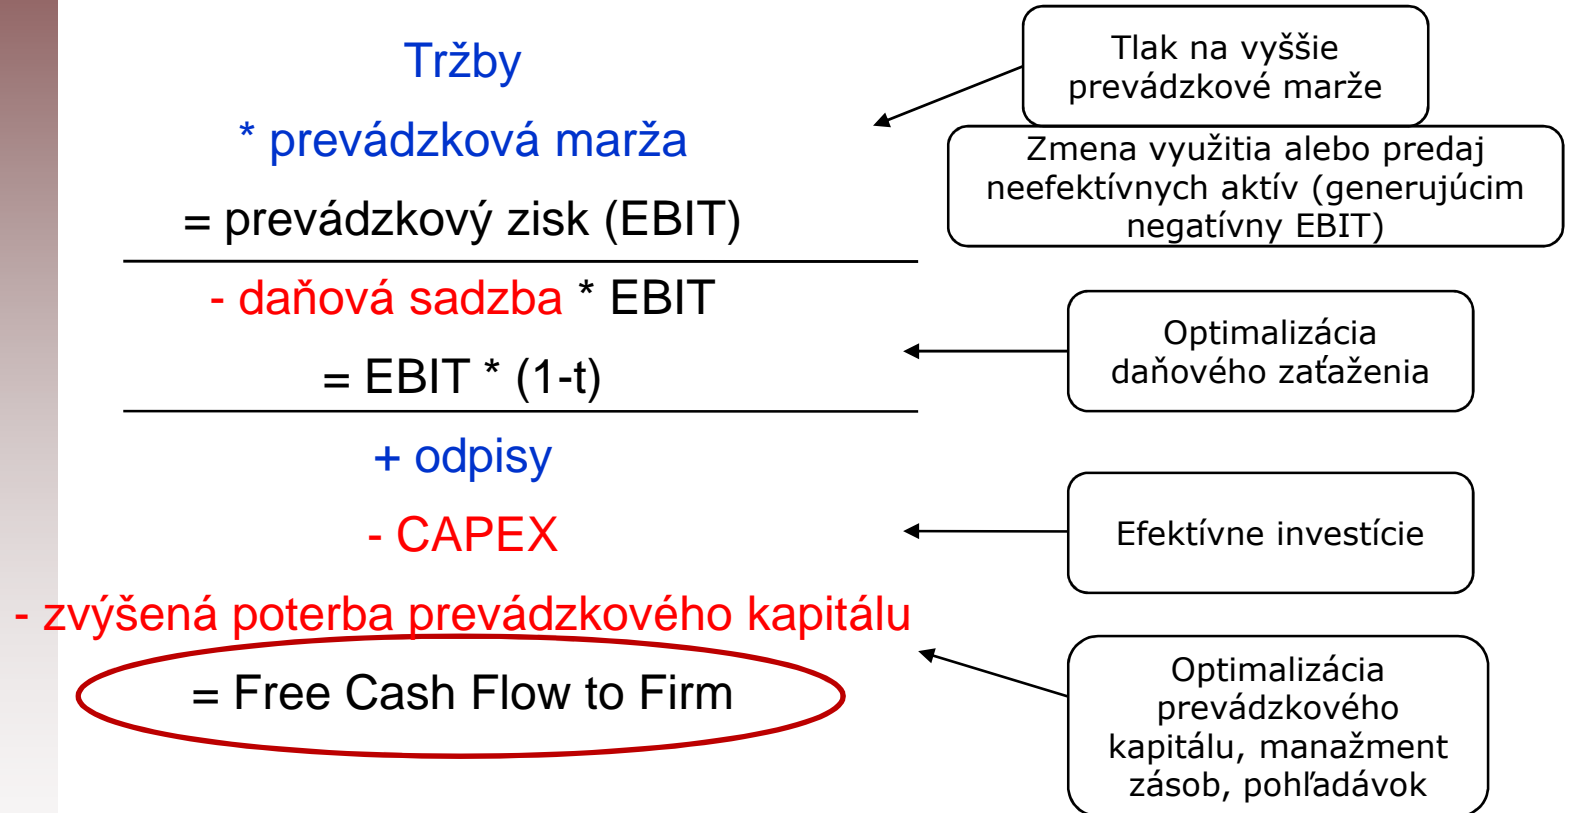 Tržby
* prevádzková marža
= prevádzkový zisk (EBIT)
- daňová sadzba * EBIT
= EBIT * (1-t)
+ odpisy
- CAPEX
- zvýšená poterba prevádzkového kapitálu
= Free Cash Flow to Firm
Tlak na vyššie
prevádzkové marže
Zmena využitia alebo predaj
neefektívnych aktív (generujúcim
negatívny EBIT)
Optimalizácia
daňového zaťaženia
Efektívne investície
Optimalizácia
prevádzkového
kapitálu, manažment
zásob, pohľadávok